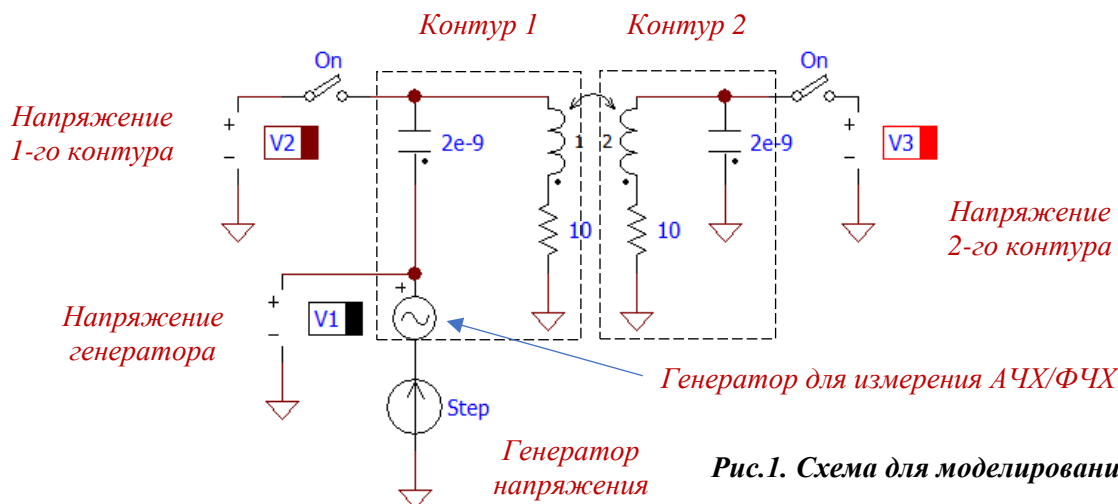 Контур 1
Контур 2
On
On
Напряжение
1-го контура
V2
2e-9
1
2
2e-9
V3
10
10
Напряжение
2-го контура
Напряжение
генератора
V1
Генератор для измерения АЧХ/ФЧХ
Step
Генератор
напряжения
Рис.1. Схема для моделировани